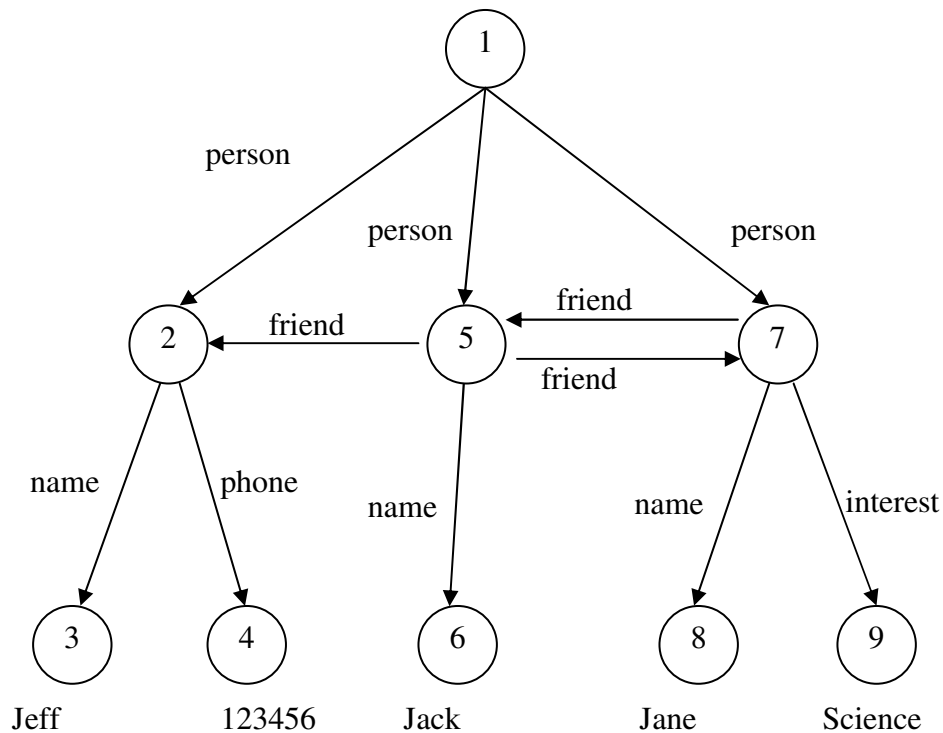 1
person
person
person
friend
friend
2
5
7
friend
name
phone
name
name
interest
3
4
6
8
9
Jeff
123456
Jack
Jane
Science